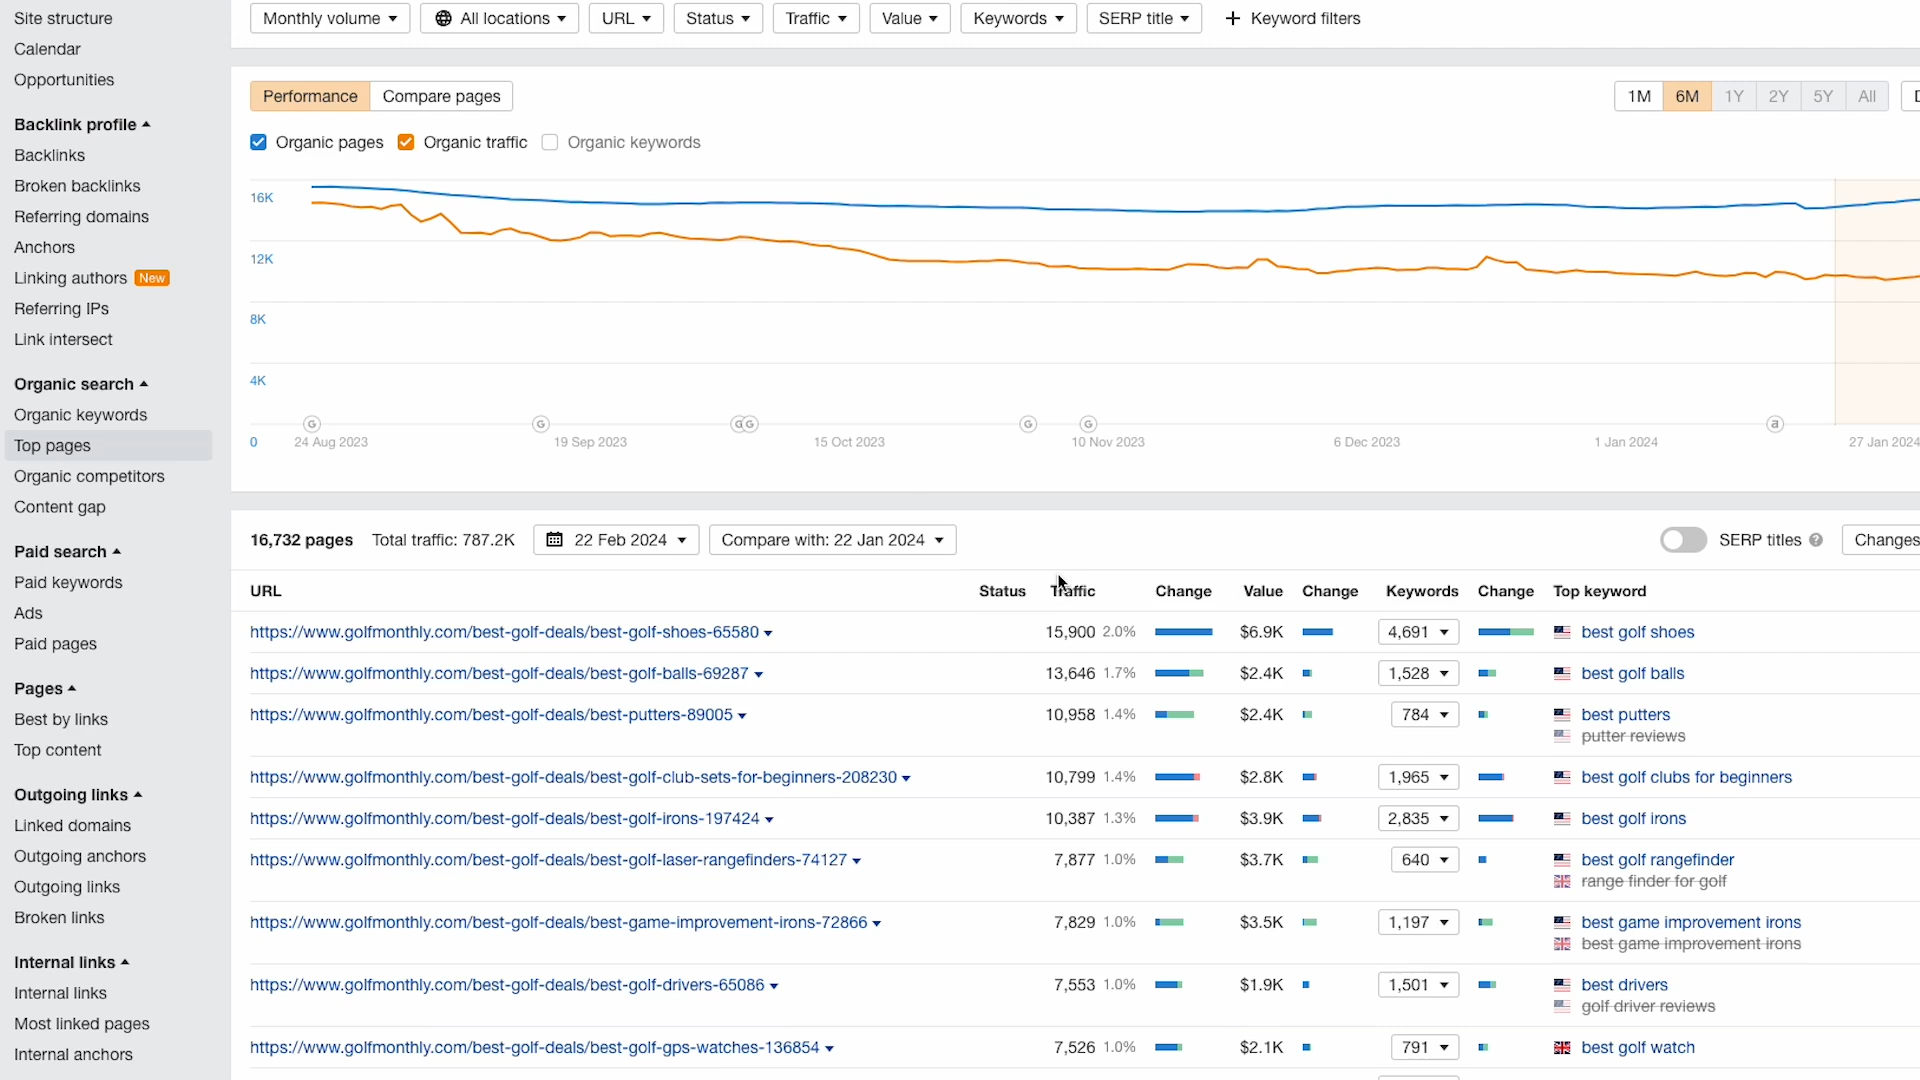 Site structure
Calendar
Opportunities
Backlink profile
Backlinks
Broken backlinks
Referring domains
Anchors
Linking authors New
Referring IPs
Link intersect
Organic search
Organic keywords
Top pages
Organic competitors
Content gap
Paid search
Paid keywords
Ads
Paid pages
Pages
Best by links
Top content
Outgoing links
Linked domains
Outgoing anchors
Outgoing links
Broken links
Internal links
Internal links
Most linked pages
Internal anchors
Monthly volume All locations URL Status Traffic Value Keywords SERP title + Keyword filters
Performance Compare pages 1M 6M 1Y 2Y 5Y All D
Organic pages Organic traffic Organic keywords
16K
12K
8K
4K
0
G G G G G G a
24 Aug 2023 19 Sep 2023 15 Oct 2023 10 Nov 2023 6 Dec 2023 1 Jan 2024 27 Jan 2024
16,732 pages Total traffic: 787.2K 22 Feb 2024 Compare with: 22 Jan 2024 SERP titles ? Changes
URL Status Traffic Change Value Change Keywords Change Top keyword
https://www.golfmonthly.com/best-golf-deals/best-golf-shoes-65580 15,900 2.0% $6.9K 4,691 best golf shoes
https://www.golfmonthly.com/best-golf-deals/best-golf-balls-69287 13,646 1.7% $2.4K 1,528 best golf balls
https://www.golfmonthly.com/best-golf-deals/best-putters-89005 10,958 1.4% $2.4K 784 best putters
putter reviews
https://www.golfmonthly.com/best-golf-deals/best-golf-club-sets-for-beginners-208230 10,799 1.4% $2.8K 1,965 best golf clubs for beginners
https://www.golfmonthly.com/best-golf-deals/best-golf-irons-197424 10,387 1.3% $3.9K 2,835 best golf irons
https://www.golfmonthly.com/best-golf-deals/best-golf-laser-rangefinders-74127 7,877 1.0% $3.7K 640 best golf rangefinder
range finder for golf
https://www.golfmonthly.com/best-golf-deals/best-game-improvement-irons-72866 7,829 1.0% $3.5K 1,197 best game improvement irons
best game improvement irons
https://www.golfmonthly.com/best-golf-deals/best-golf-drivers-65086 7,553 1.0% $1.9K 1,501 best drivers
golf driver reviews
https://www.golfmonthly.com/best-golf-deals/best-golf-gps-watches-136854 7,526 1.0% $2.1K 791 best golf watch